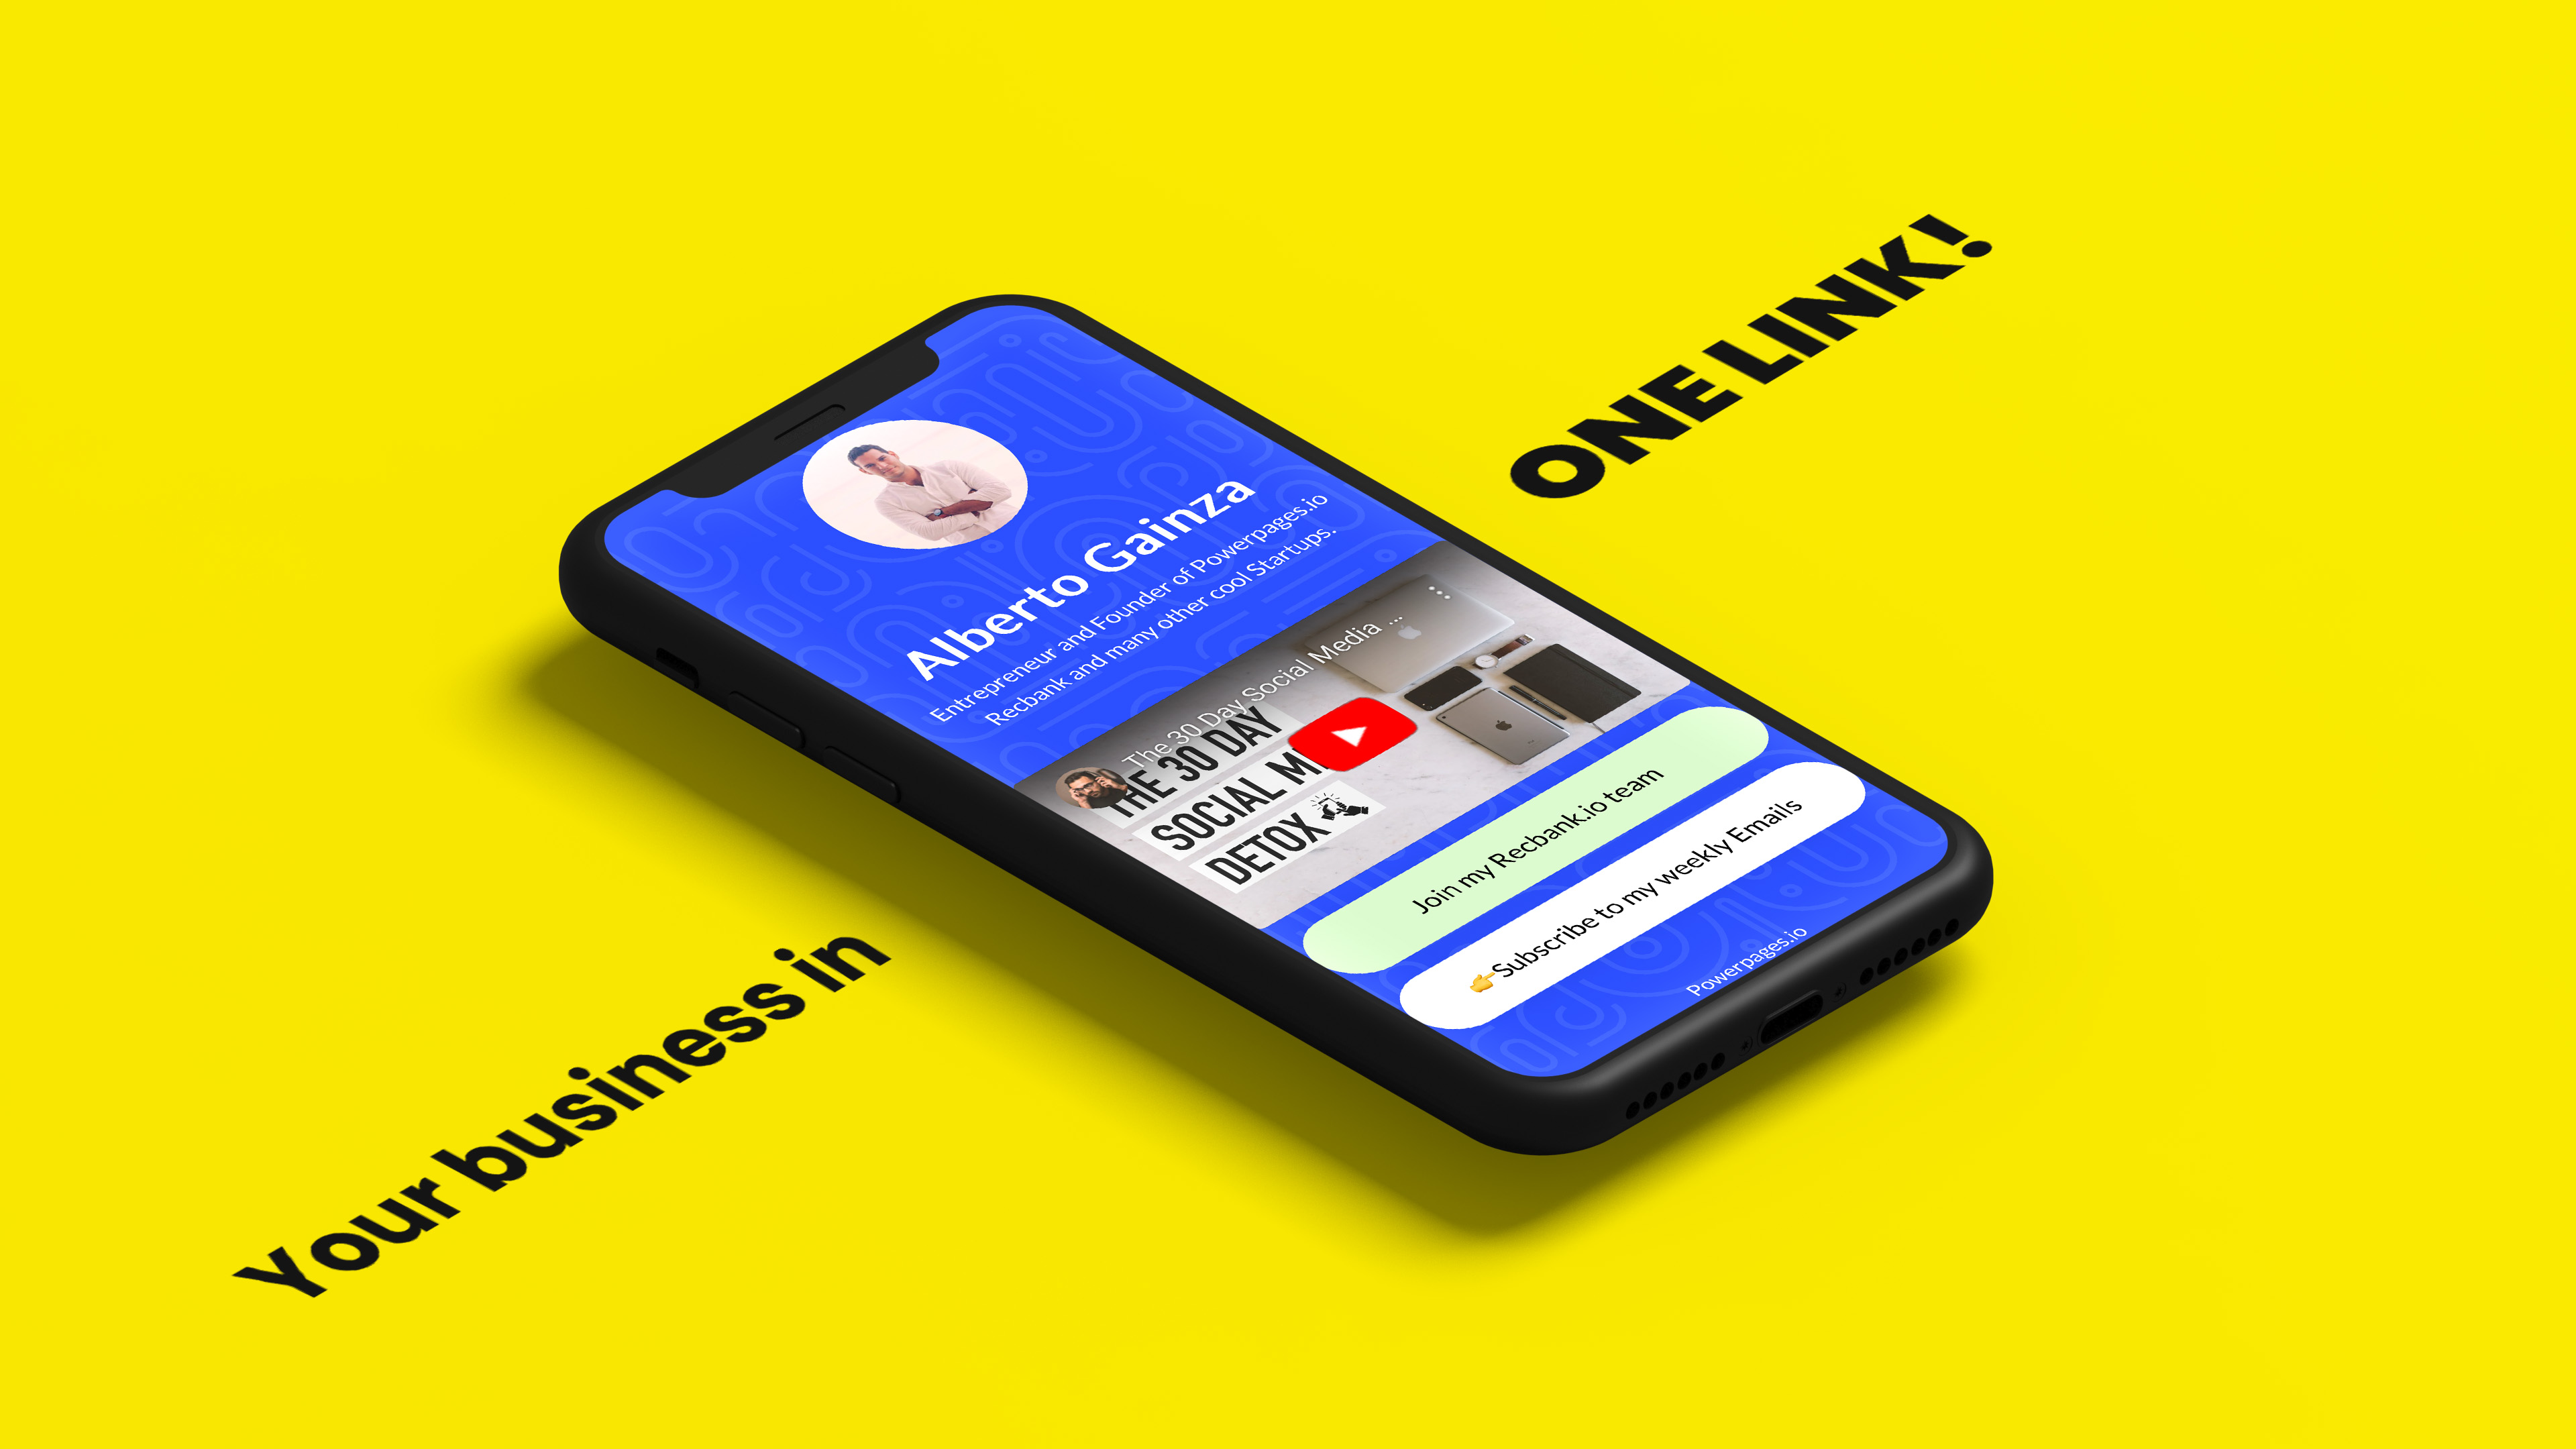 Your business in
ONE LINK!
Alberto Gainza
Entrepreneur and Founder of Powerpages.io
Recbank and many other cool Startups.
The 30 Day Social Media ...
THE 30 DAY
SOCIAL M
DETOX
Join my Recbank.io team
👉Subscribe to my weekly Emails
Powerpages.io